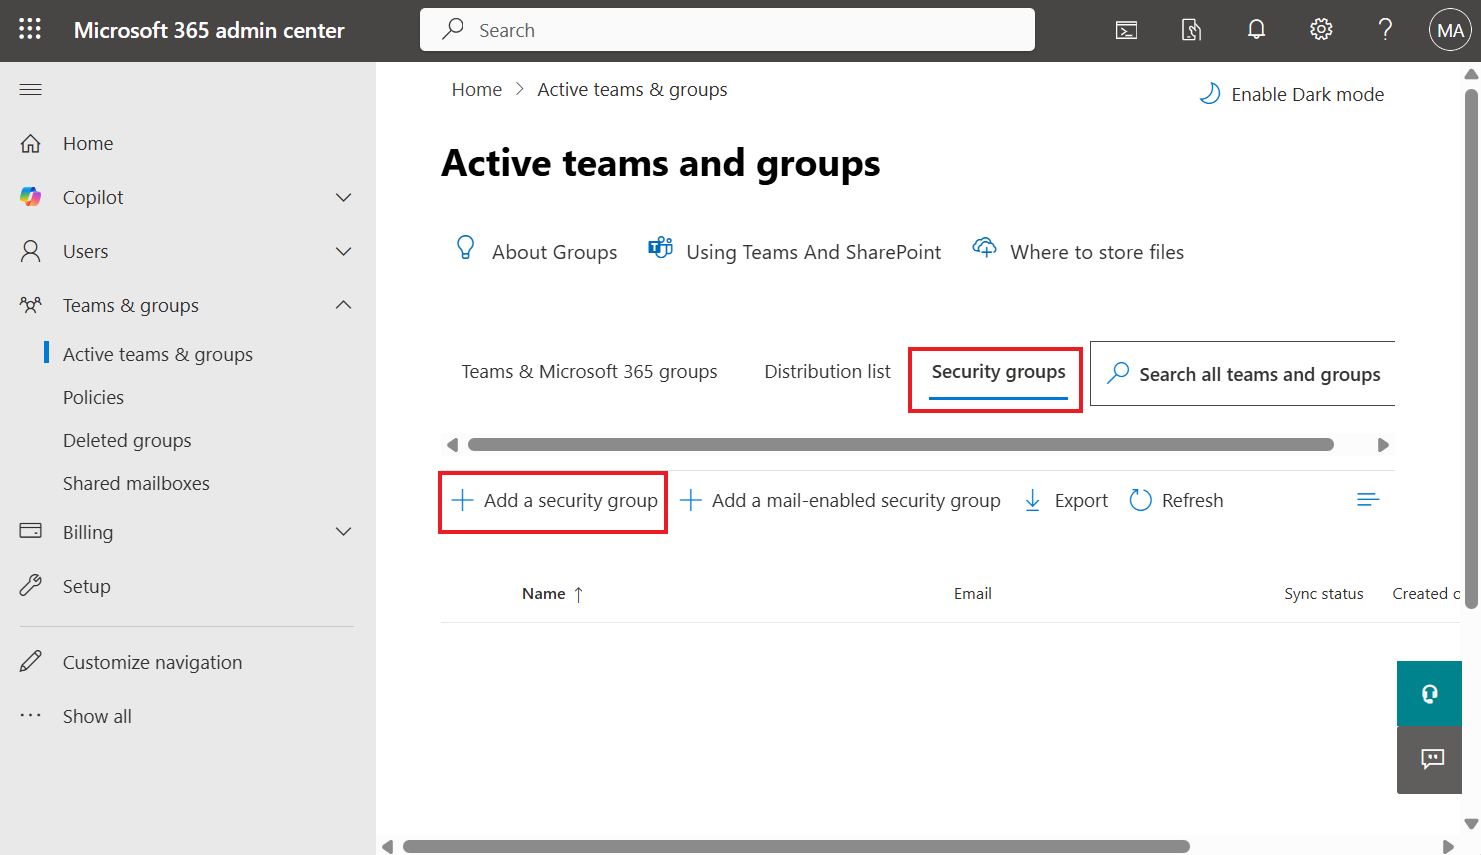 Microsoft 365 admin center
Search
MA
Home
Copilot
Users
Teams & groups
Active teams & groups
Policies
Deleted groups
Shared mailboxes
Billing
Setup
Customize navigation
Show all
Home > Active teams & groups
Enable Dark mode
Active teams and groups
About Groups Using Teams And SharePoint Where to store files
Teams & Microsoft 365 groups Distribution list Security groups Search all teams and groups
Add a security group Add a mail-enabled security group Export Refresh
Name ↑ Email Sync status Created